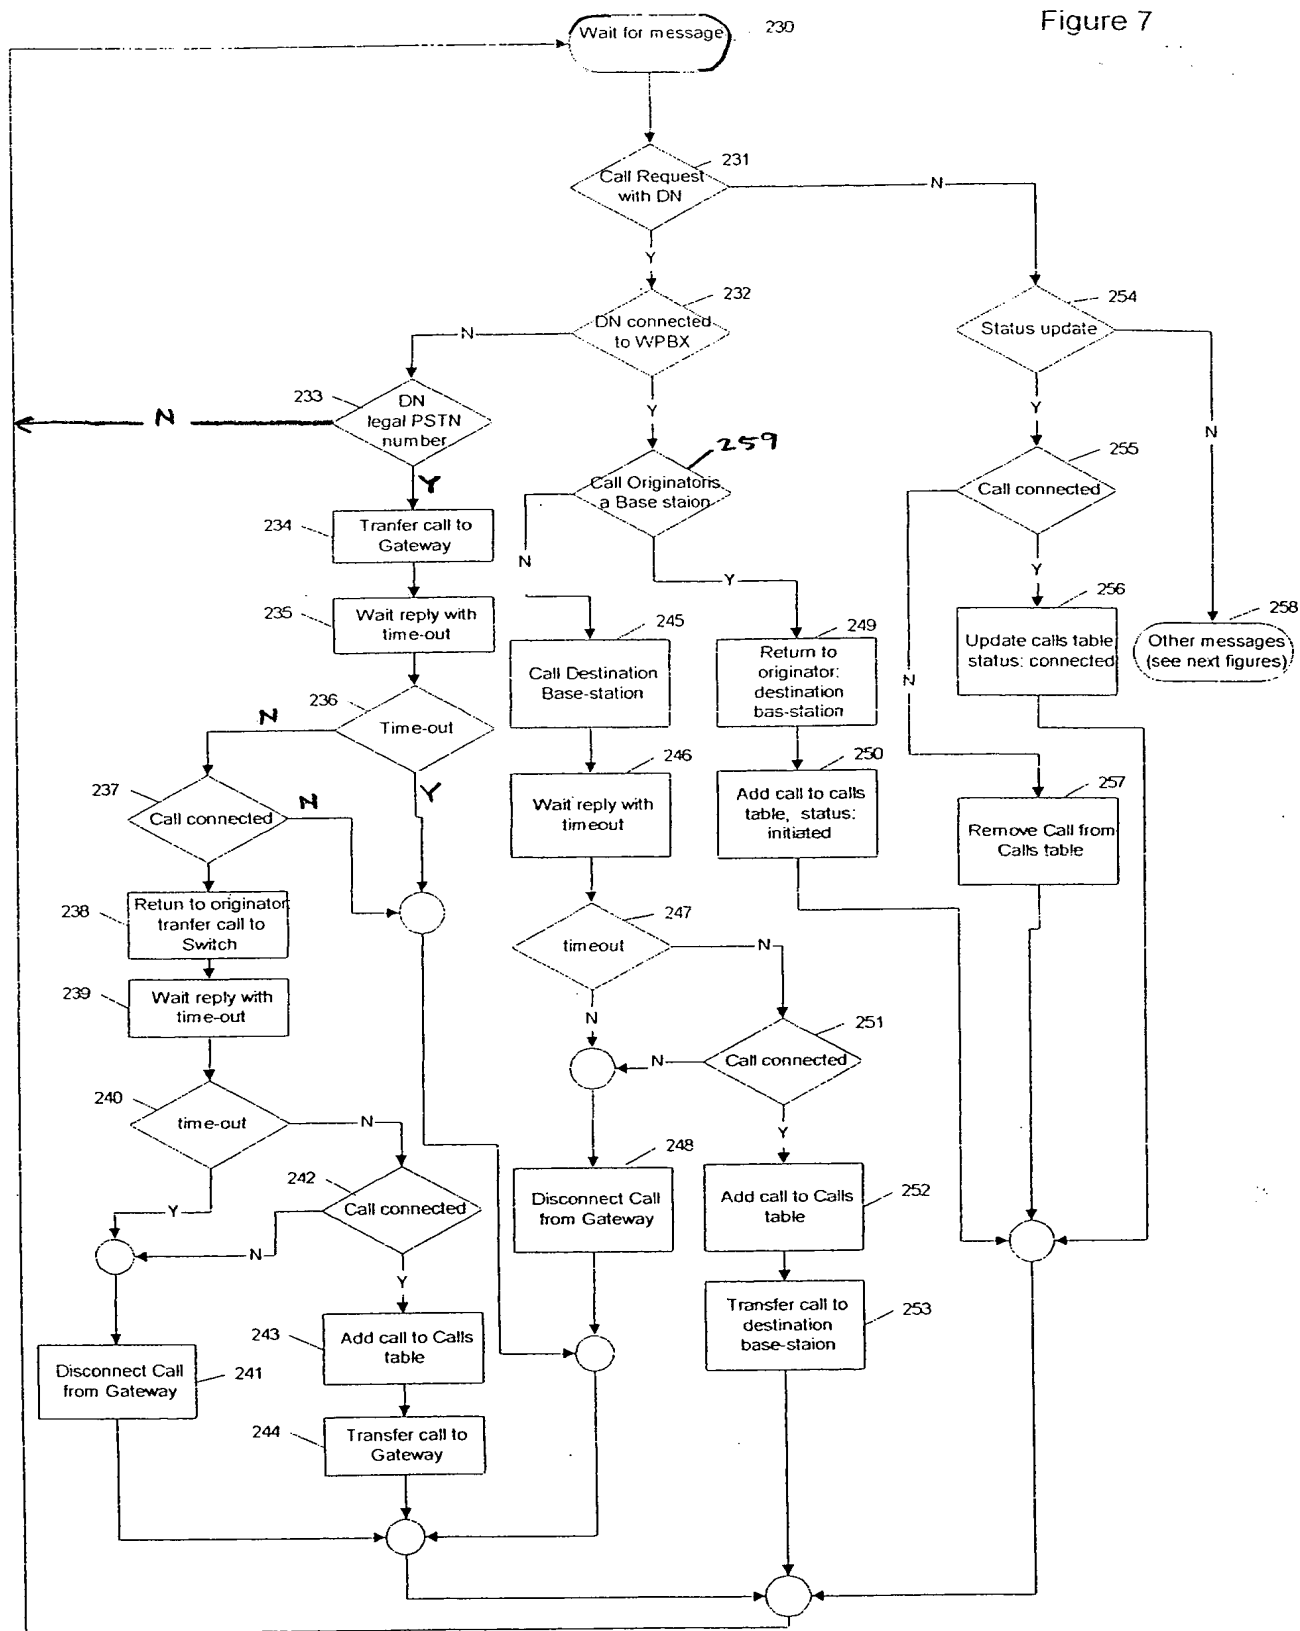 Figure 7
Wait for message
230
Call Request
with DN
231
N
Y
DN connected
to WPBX
232
N
Y
Status update
254
Y
N
DN
legal PSTN
number
233
N
Y
Call Originatoris
a Base staion
259
N
Y
Call connected
255
N
Y
Tranfer call to
Gateway
234
Wait reply with
time-out
235
Call Destination
Base-station
245
Return to
originator:
destination
bas-station
249
Update calls table
status: connected
256
Other messages
(see next figures)
258
Time-out
236
N
Y
Wait reply with
timeout
246
Add call to calls
table, status:
initiated
250
Remove Call from
Calls table
257
Call connected
237
N
Retun to originator
tranfer call to
Switch
238
timeout
247
N
N
Wait reply with
time-out
239
Call connected
251
N
Y
time-out
240
N
Y
Call connected
242
N
Y
Disconnect Call
from Gateway
248
Add call to Calls
table
252
Transfer call to
destination
base-staion
253
Add call to Calls
table
243
Disconnect Call
from Gateway
241
Transfer call to
Gateway
244